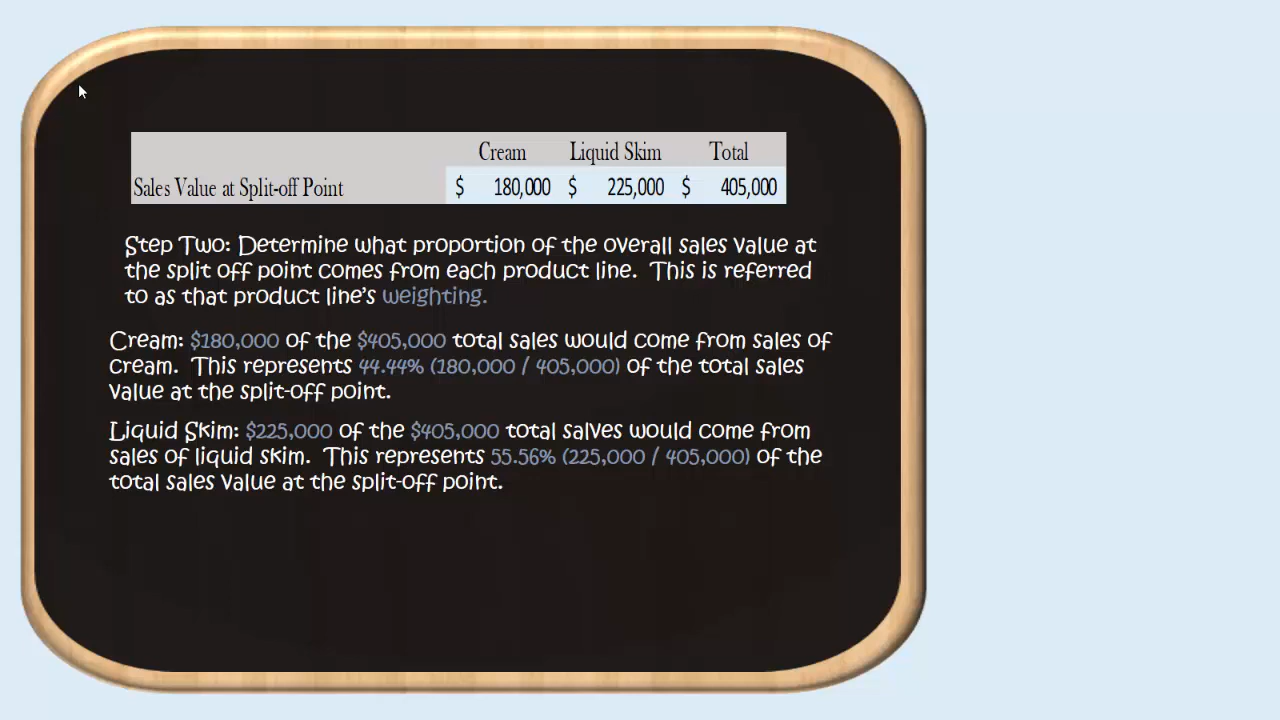 Cream Liquid Skim Total
Sales Value at Split-off Point $ 180,000 $ 225,000 $ 405,000
Step Two: Determine what proportion of the overall sales value at
the split off point comes from each product line. This is referred
to as that product line's weighting.
Cream: $180,000 of the $405,000 total sales would come from sales of
cream. This represents 44.44% (180,000 / 405,000) of the total sales
value at the split-off point.
Liquid Skim: $225,000 of the $405,000 total salves would come from
sales of liquid skim. This represents 55.56% (225,000 / 405,000) of the
total sales value at the split-off point.